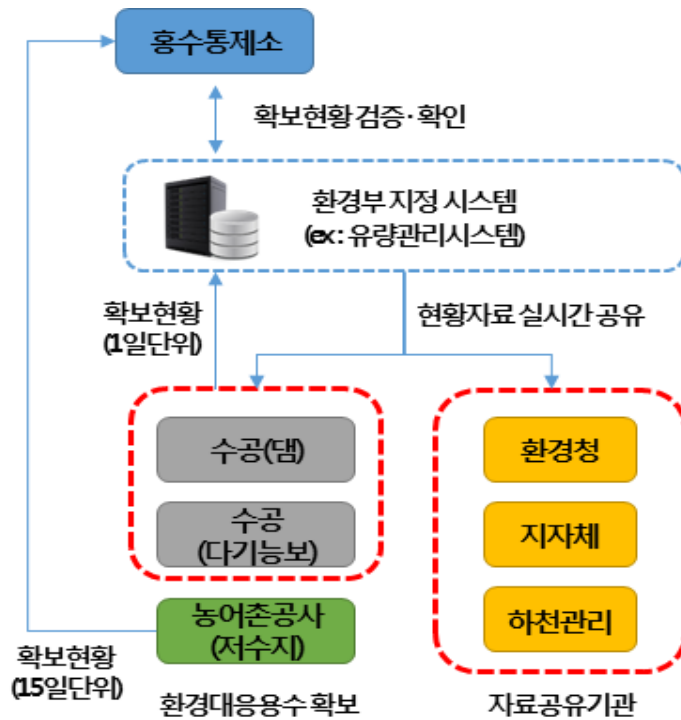 홍수통제소
확보현황 검증·확인
환경부 지정 시스템
(ex : 유량관리시스템)
확보현황
(1일단위)
현황자료 실시간 공유
수공(댐)
수공
(다기능보)
농어촌공사
(저수지)
환경청
지자체
하천관리
확보현황
(15일단위)
환경대응용수 확보
자료공유기관